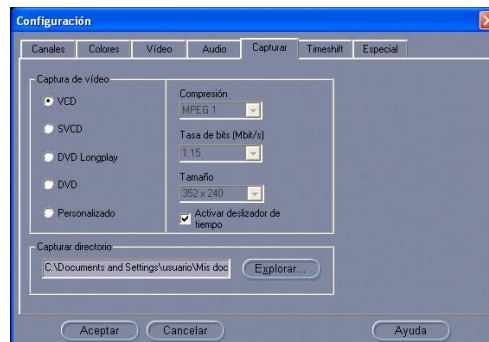 Configuración
Canales Colores Vídeo Audio Capturar Timeshift Especial
Captura de vídeo
VCD
SVCD
DVD Longplay
DVD
Personalizado
Compresión
MPEG 1
Tasa de bits (Mbit/s)
1.15
Tamaño
352 x 240
Activar deslizador de
tiempo
Capturar directorio
C:\Documents and Settings\usuario\Mis doc
Explorar...
Aceptar Cancelar Ayuda